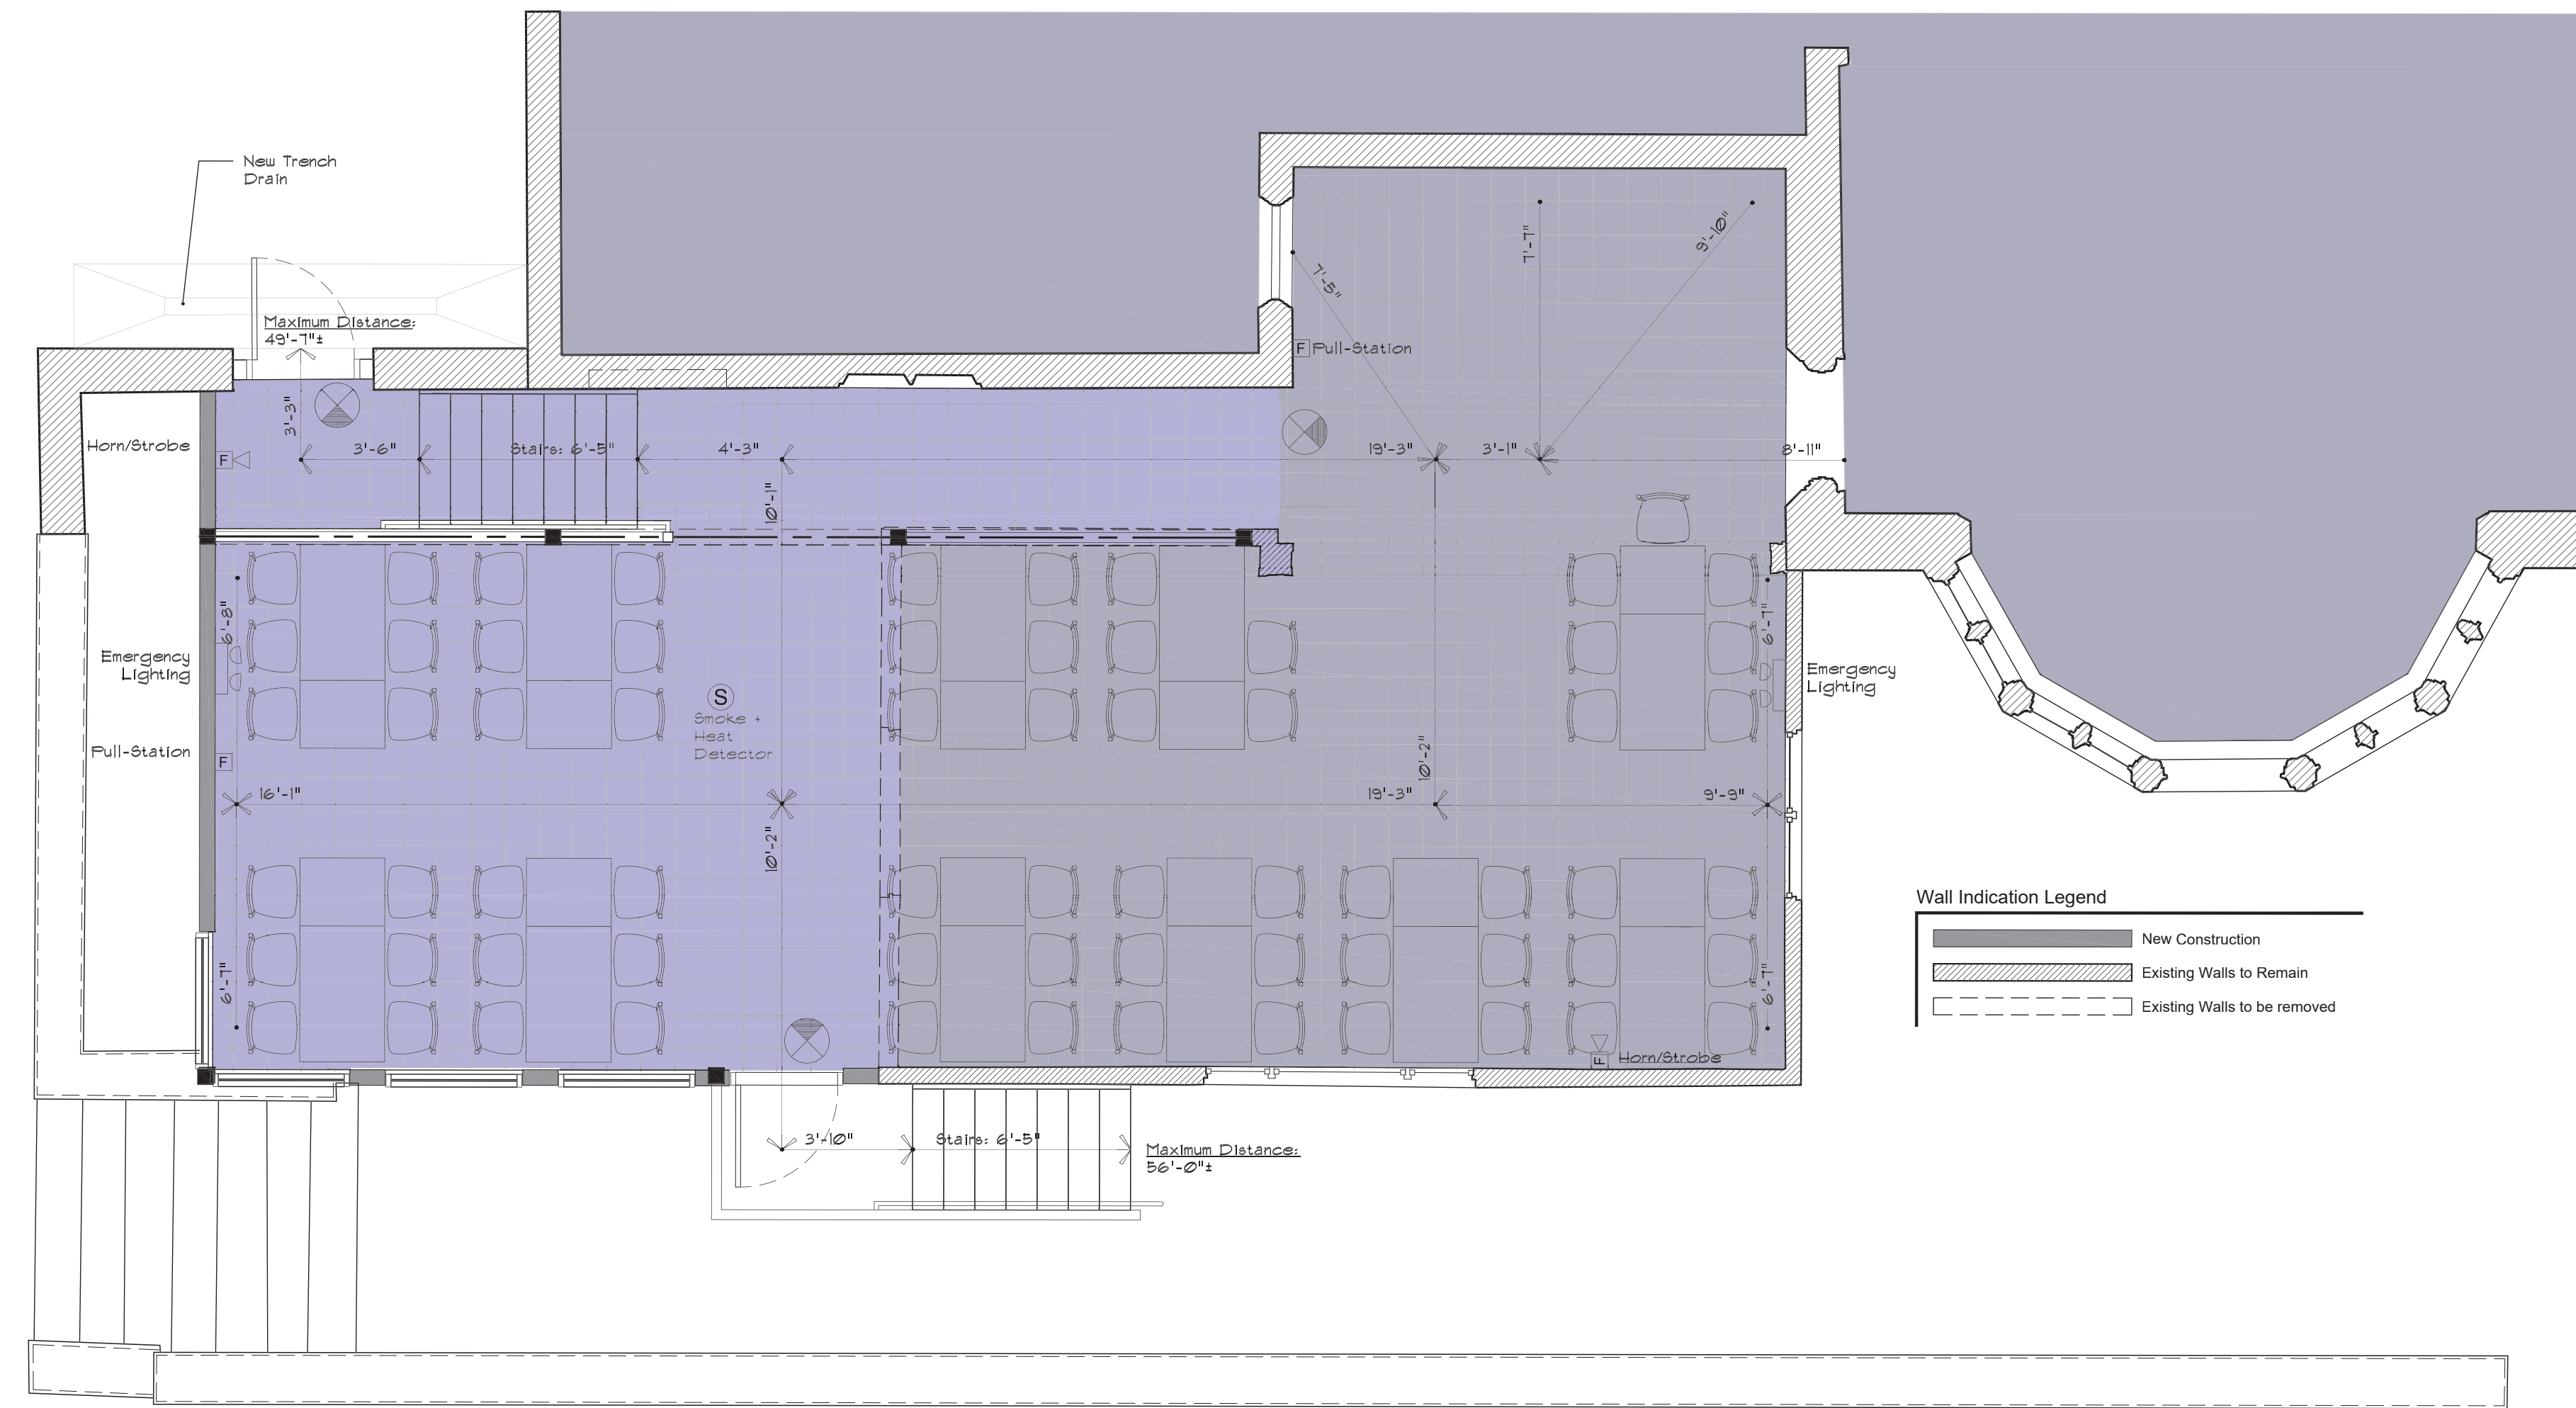 New Trench
Drain
Maximum Distance:
49'-7"±
3'-3"
Horn/Strobe
F
3'-6"
Stairs: 6'-5"
4'-3"
10'-1"
7'-5"
7'-7"
9'-10"
F Pull-Station
19'-3"
3'-1"
8'-11"
6'-8"
Emergency
Lighting
Pull-Station
F
S
Smoke +
Heat
Detector
16'-1"
10'-2"
6'-7"
10'-2"
19'-3"
9'-9"
6'-7"
Emergency
Lighting
6'-7"
F Horn/Strobe
3'-10"
Stairs: 6'-5"
Maximum Distance:
56'-0"±
Wall Indication Legend
New Construction
Existing Walls to Remain
Existing Walls to be removed